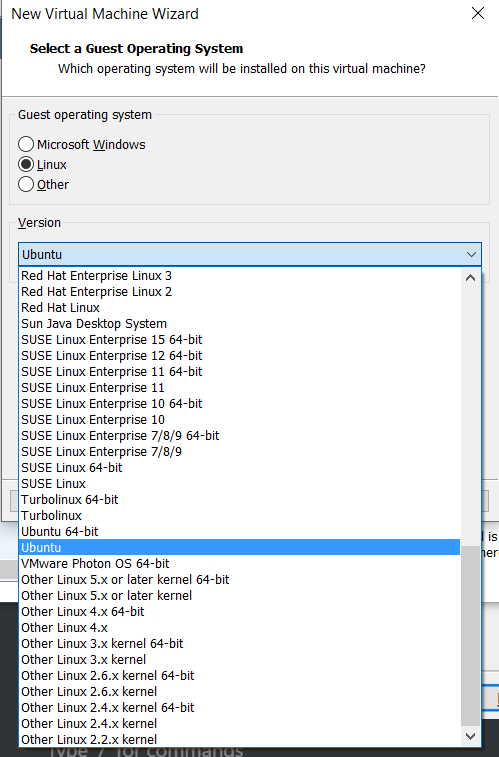 New Virtual Machine Wizard
Select a Guest Operating System
Which operating system will be installed on this virtual machine?
Guest operating system
Microsoft Windows
Linux
Other
Version
Ubuntu
Red Hat Enterprise Linux 3
Red Hat Enterprise Linux 2
Red Hat Linux
Sun Java Desktop System
SUSE Linux Enterprise 15 64-bit
SUSE Linux Enterprise 12 64-bit
SUSE Linux Enterprise 11 64-bit
SUSE Linux Enterprise 11
SUSE Linux Enterprise 10 64-bit
SUSE Linux Enterprise 10
SUSE Linux Enterprise 7/8/9 64-bit
SUSE Linux Enterprise 7/8/9
SUSE Linux 64-bit
SUSE Linux
Turbolinux 64-bit
Turbolinux
Ubuntu 64-bit
Ubuntu
VMware Photon OS 64-bit
Other Linux 5.x or later kernel 64-bit
Other Linux 5.x or later kernel
Other Linux 4.x 64-bit
Other Linux 4.x
Other Linux 3.x kernel 64-bit
Other Linux 3.x kernel
Other Linux 2.6.x kernel 64-bit
Other Linux 2.6.x kernel
Other Linux 2.4.x kernel 64-bit
Other Linux 2.4.x kernel
Other Linux 2.2.x kernel
is
Type '/' for commands